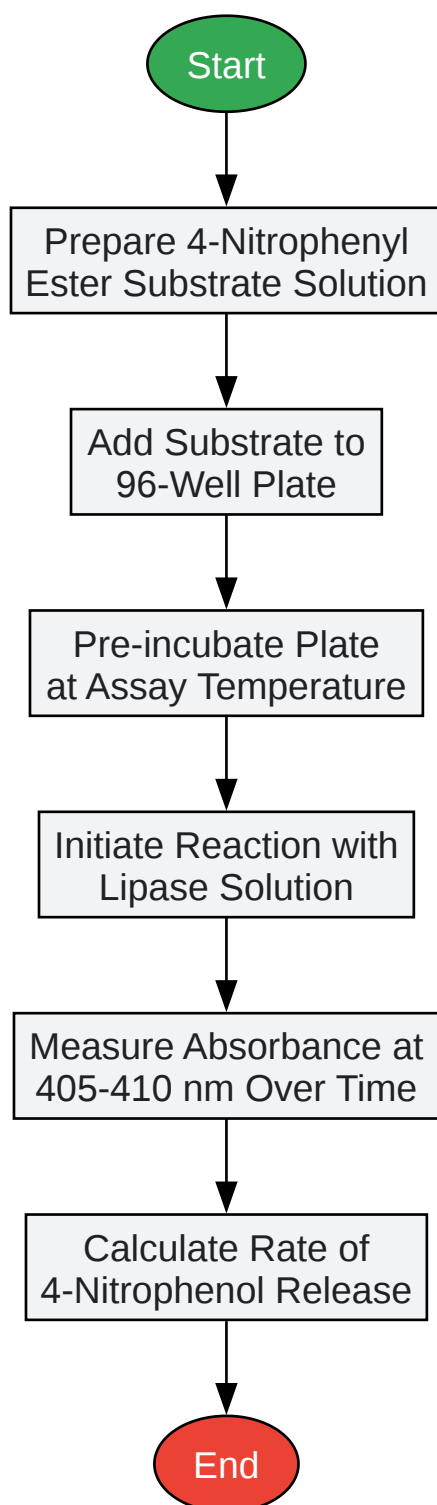 Start
Prepare 4-Nitrophenyl
Ester Substrate Solution
Add Substrate to
96-Well Plate
Pre-incubate Plate
at Assay Temperature
Initiate Reaction with
Lipase Solution
Measure Absorbance at
405-410 nm Over Time
Calculate Rate of
4-Nitrophenol Release
End